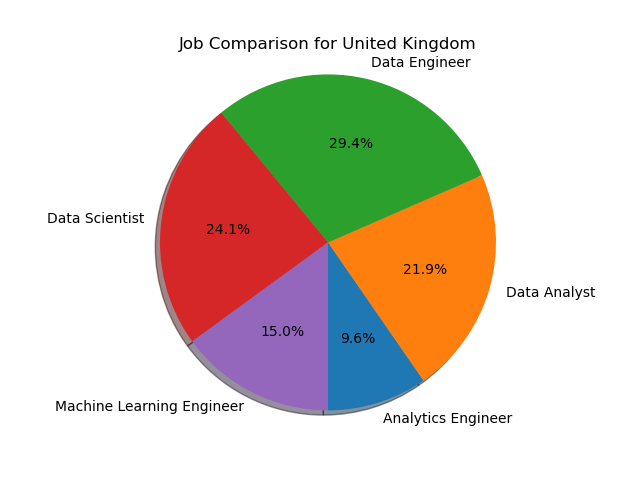 Job Comparison for United Kingdom
Data Engineer
29.4%
Data Scientist
24.1%
21.9%
Data Analyst
15.0%
9.6%
Machine Learning Engineer
Analytics Engineer